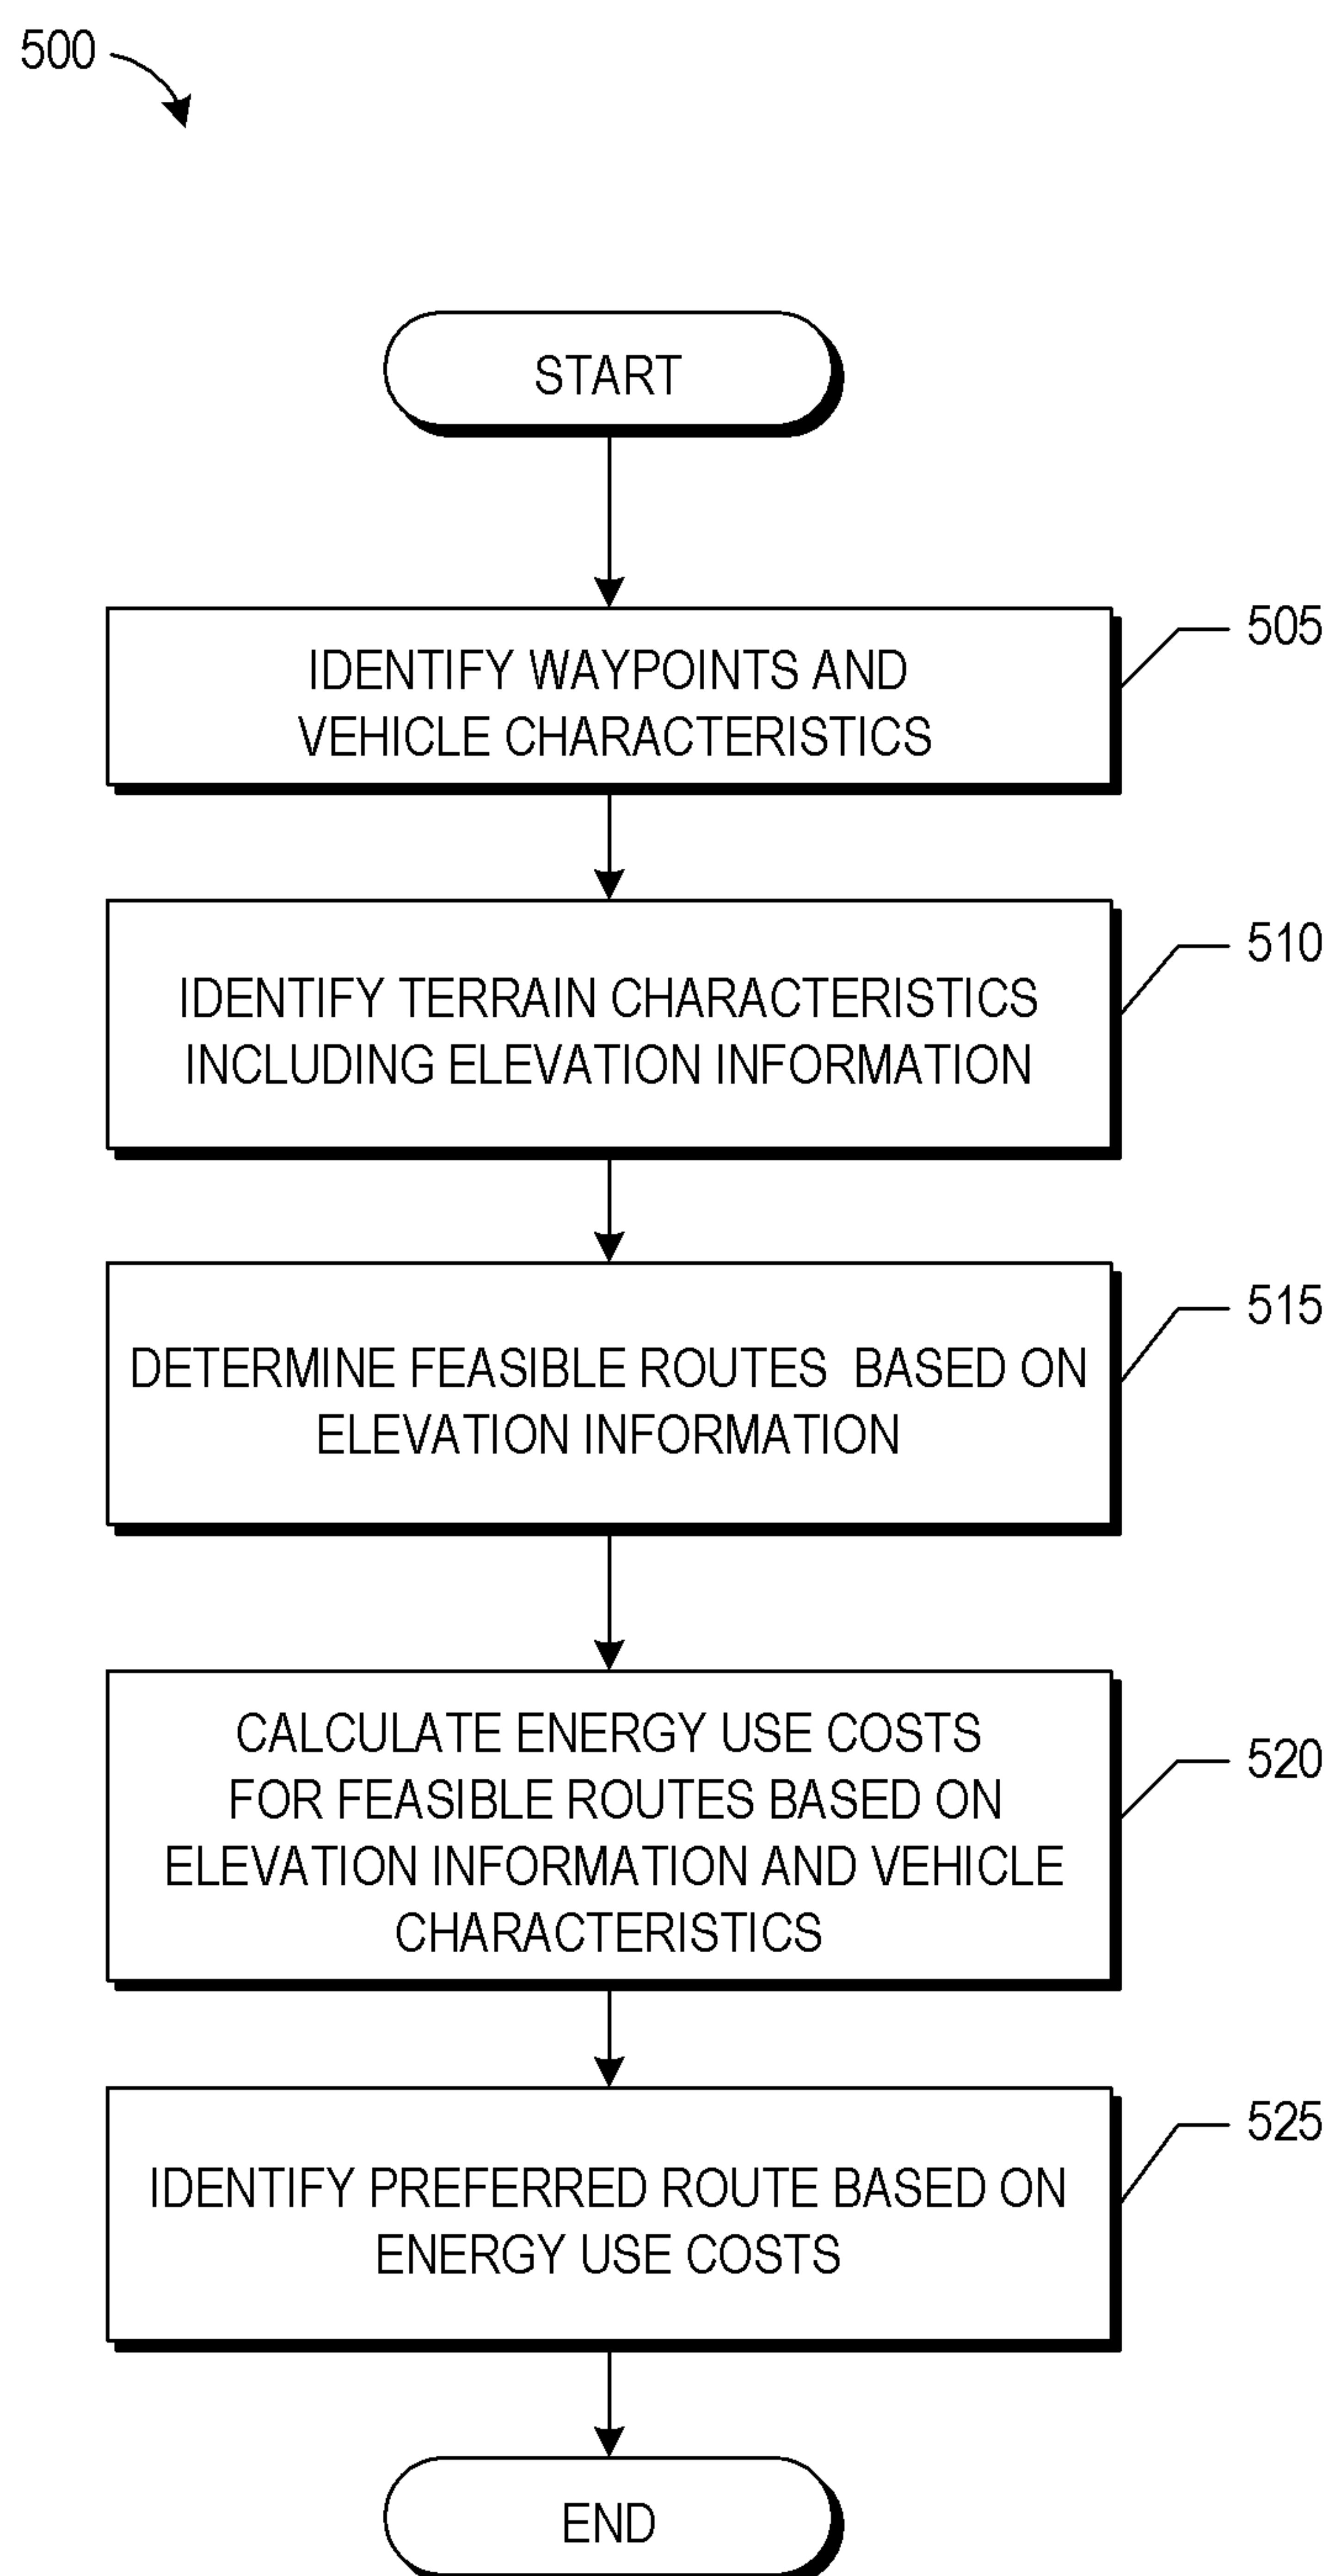 500
START
IDENTIFY WAYPOINTS AND
VEHICLE CHARACTERISTICS
505
IDENTIFY TERRAIN CHARACTERISTICS
INCLUDING ELEVATION INFORMATION
510
DETERMINE FEASIBLE ROUTES BASED ON
ELEVATION INFORMATION
515
CALCULATE ENERGY USE COSTS
FOR FEASIBLE ROUTES BASED ON
ELEVATION INFORMATION AND VEHICLE
CHARACTERISTICS
520
IDENTIFY PREFERRED ROUTE BASED ON
ENERGY USE COSTS
525
END